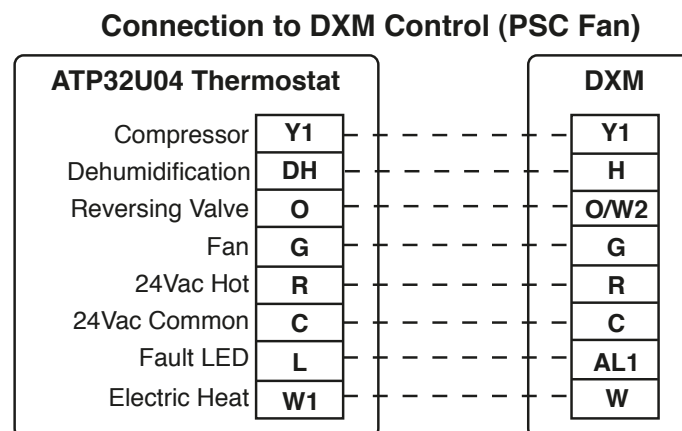 Connection to DXM Control (PSC Fan)
ATP32U04 Thermostat DXM
Compressor Y1 Y1
Dehumidification DH H
Reversing Valve O O/W2
Fan G G
24Vac Hot R R
24Vac Common C C
Fault LED L AL1
Electric Heat W1 W